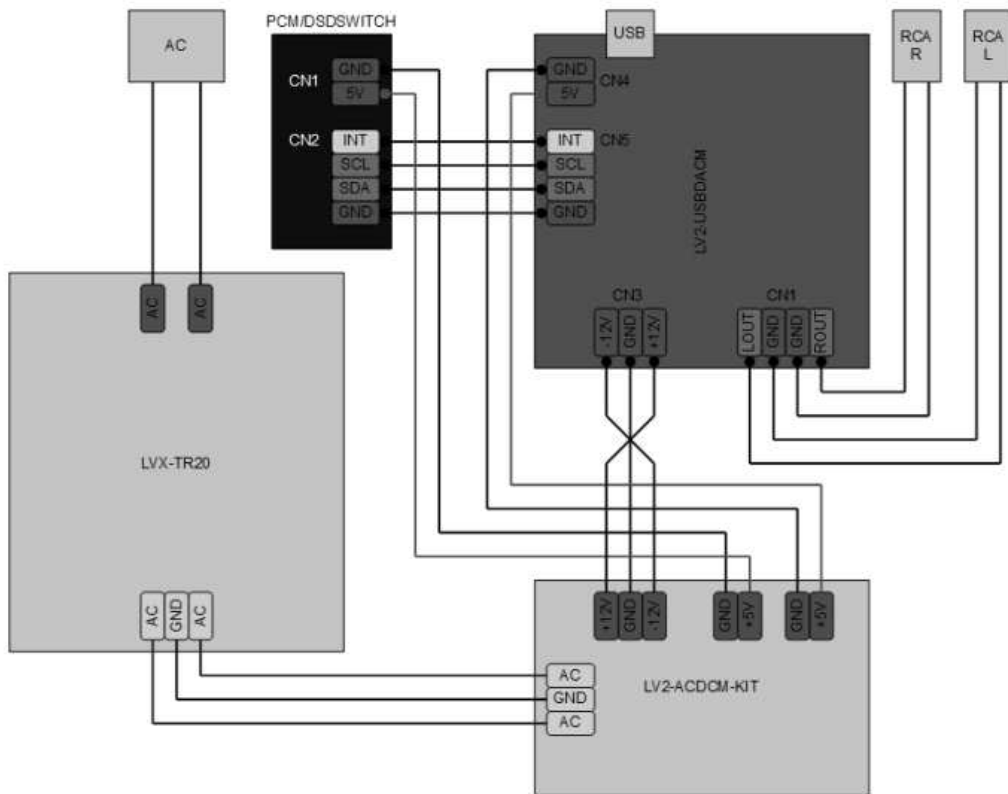 PCM/DSDSWITCH
AC
USB
RCA
R
RCA
L
CN1
GND
5V
CN2
INT
SCL
SDA
GND
GND
CN4
5V
INT
CN5
SCL
SDA
GND
LV2-USBDACM
CN3
-12V
GND
+12V
CN1
LOUT
GND
GND
ROUT
AC
AC
LVX-TR20
AC
GND
AC
+12V
GND
-12V
GND
+5V
GND
+5V
AC
GND
AC
LV2-ACDCM-KIT